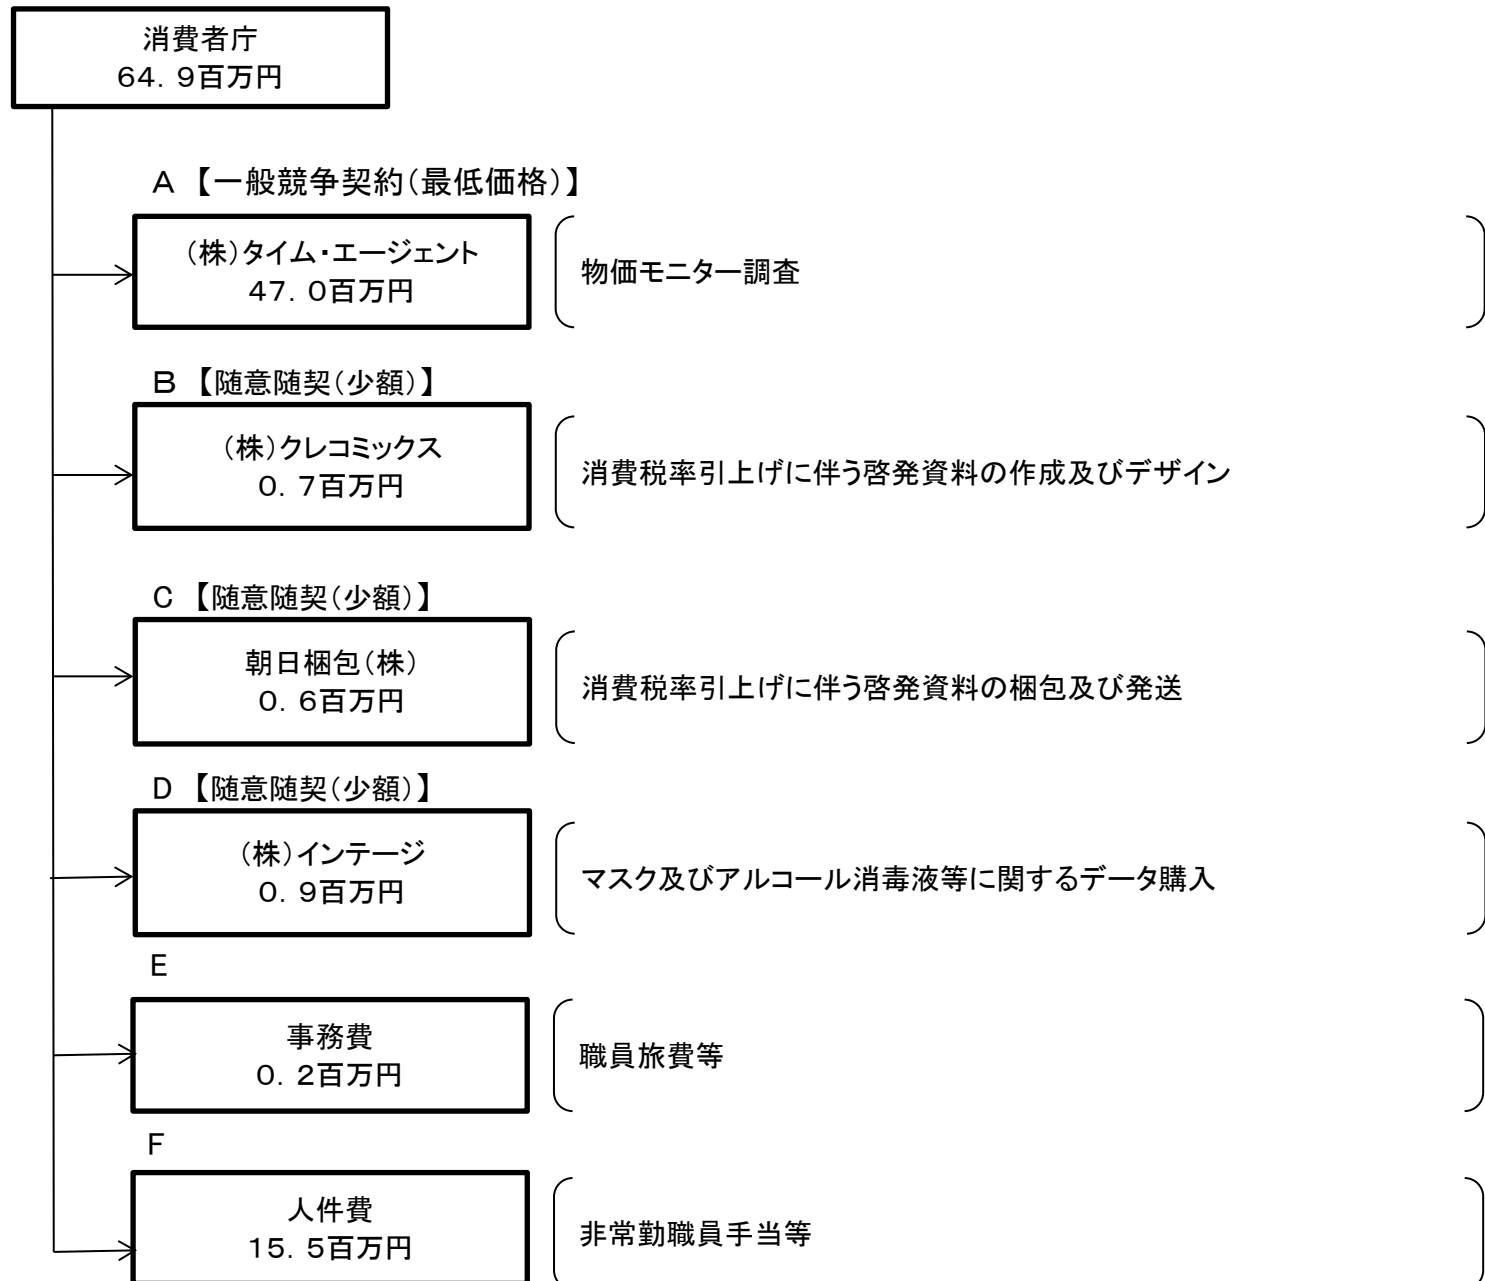 消費者庁
64．9百万円
A 【一般競争契約（最低価格）】
（株）タイム・エージェント
47．0百万円
物価モニター調査
B 【随意随契（少額）】
（株）クレコミックス
0．7百万円
消費税率引上げに伴う啓発資料の作成及びデザイン
C 【随意随契（少額）】
朝日梱包（株）
0．6百万円
消費税率引上げに伴う啓発資料の梱包及び発送
D 【随意随契（少額）】
（株）インテージ
0．9百万円
マスク及びアルコール消毒液等に関するデータ購入
E
事務費
0．2百万円
職員旅費等
F
人件費
15．5百万円
非常勤職員手当等